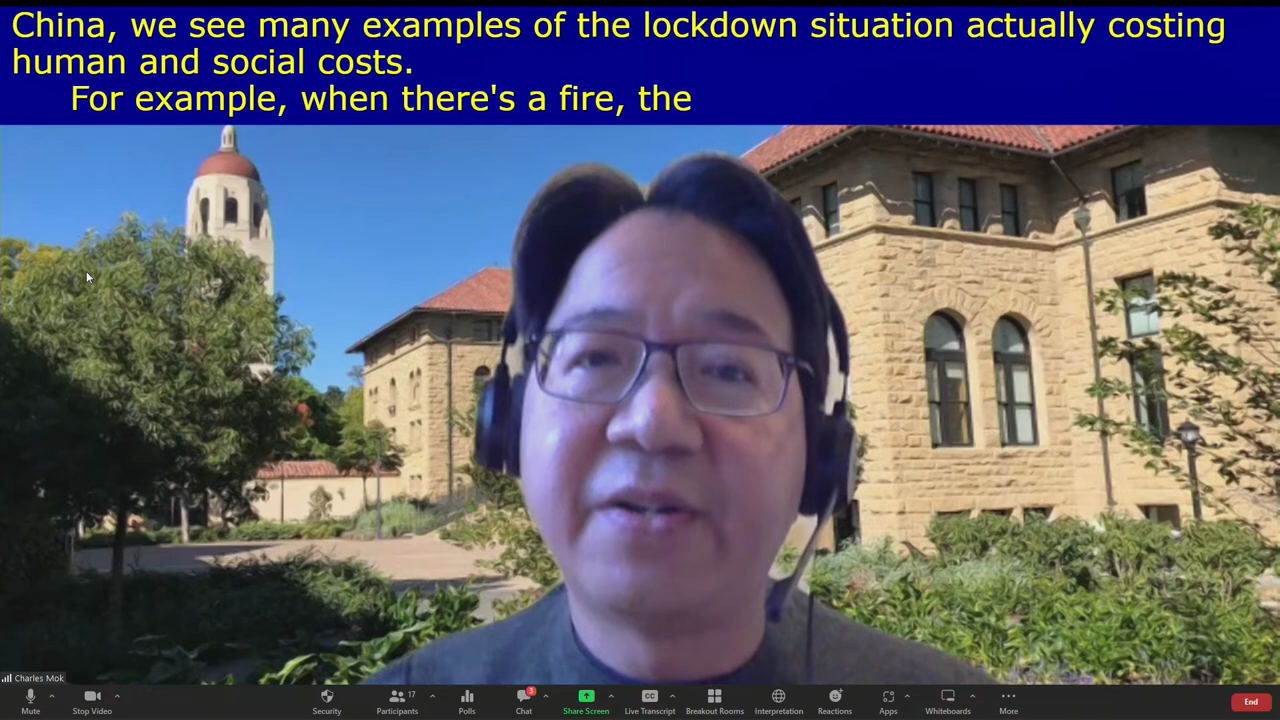 China, we see many examples of the lockdown situation actually costing
human and social costs.
For example, when there's a fire, the
Charles Mok
Mute
Stop Video
Security
17
Participants
Polls
3
Chat
Share Screen
CC
Live Transcript
Breakout Rooms
Interpretation
Reactions
Apps
Whiteboards
More
End